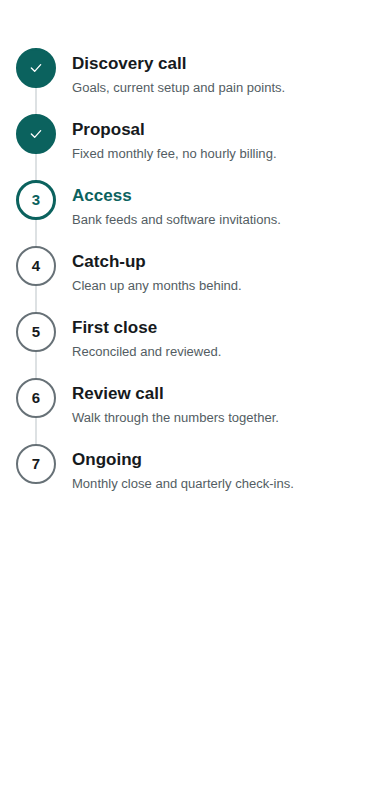 Discovery call
Goals, current setup and pain points.
Proposal
Fixed monthly fee, no hourly billing.
3
Access
Bank feeds and software invitations.
4
Catch-up
Clean up any months behind.
5
First close
Reconciled and reviewed.
6
Review call
Walk through the numbers together.
7
Ongoing
Monthly close and quarterly check-ins.